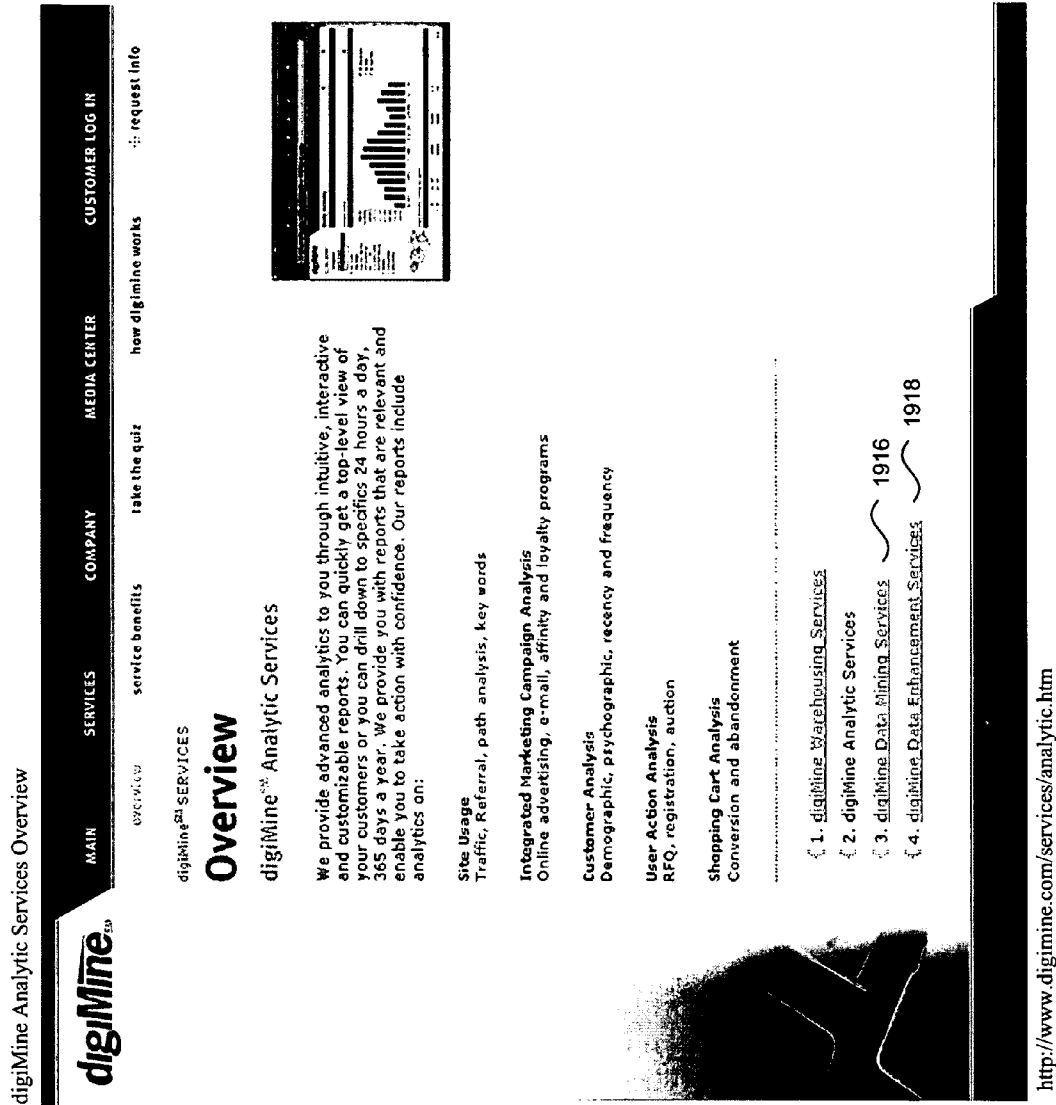 digiMine Analytic Services Overview
digiMine SM
MAIN SERVICES COMPANY MEDIA CENTER CUSTOMER LOG IN
overview service benefits take the quiz how digimine works request info
digiMine SM SERVICES
Overview
digiMine SM Analytic Services
We provide advanced analytics to you through intuitive, interactive
and customizable reports. You can quickly get a top-level view of
your customers or you can drill down to specifics 24 hours a day,
365 days a year. We provide you with reports that are relevant and
enable you to take action with confidence. Our reports include
analytics on:
Site Usage
Traffic, Referral, path analysis, key words
Integrated Marketing Campaign Analysis
Online advertising, e-mail, affinity and loyalty programs
Customer Analysis
Demographic, psychographic, recency and frequency
User Action Analysis
RFQ, registration, auction
Shopping Cart Analysis
Conversion and abandonment
1. digiMine Warehousing Services
2. digiMine Analytic Services
3. digiMine Data Mining Services 1916
4. digiMine Data Enhancement Services 1918
http://www.digimine.com/services/analytic.htm